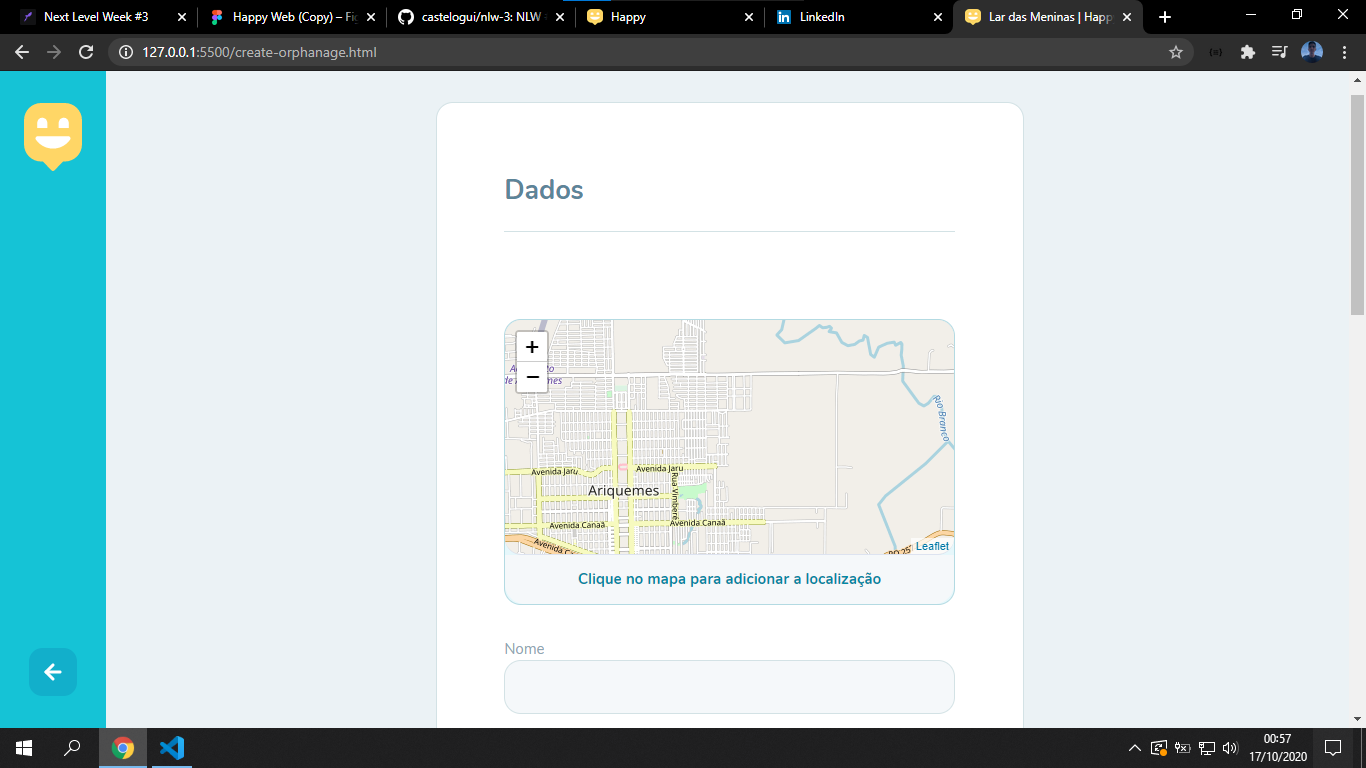 Next Level Week #3
Happy Web (Copy) – Fig
castelogui/nlw-3: NLW
Happy
LinkedIn
Lar das Meninas | Happ
127.0.0.1:5500/create-orphanage.html
Dados
+
−
Rio Branco
Avenida Jaru
Avenida Jaru
Rua Vimberê
Ariquemes
Avenida Canaã
Avenida Canaã
Leaflet
Clique no mapa para adicionar a localização
Nome
00:57
17/10/2020